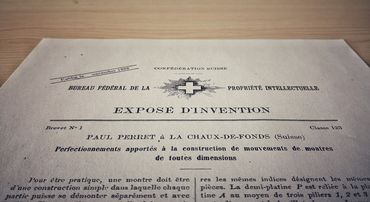 CONFÉDÉRATION SUISSE
BUREAU FÉDÉRAL DE LA PROPRIÉTÉ INTELLECTUELLE
EXPOSÉ D'INVENTION
Brevet No 1
Classe 123
PAUL PERRET à LA CHAUX-DE-FONDS (Suisse)
Perfectionnements apportés à la construction de mouvements de montres
de toutes dimensions
Pour être pratique, une montre doit être
d'une construction simple dans laquelle chaque
partie puisse se démonter séparément et avec
res les mêmes indices désignent les mêmes
pièces. La demi-platine P est reliée à la pla-
tine A au moyen de trois piliers 1, 2 et 3